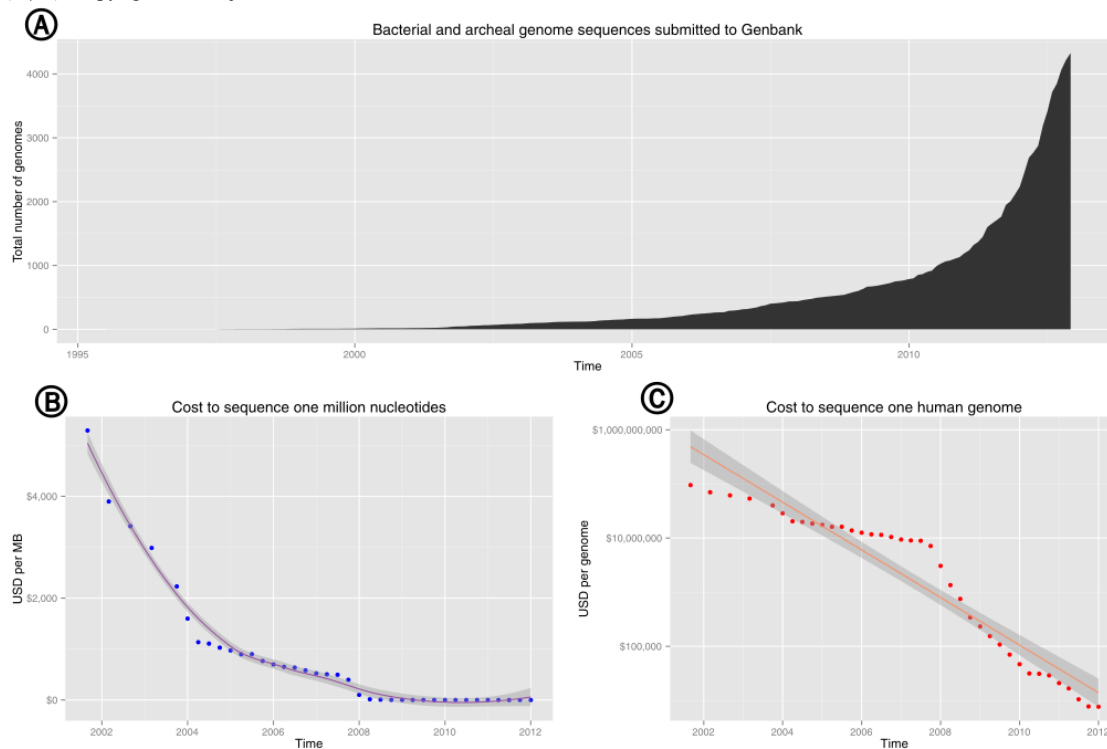 A
Bacterial and archeal genome sequences submitted to Genbank
Total number of genomes
4000
3000
2000
1000
0
1995
2000
2005
2010
Time
B
Cost to sequence one million nucleotides
USD per MB
$4,000
$2,000
$0
2002
2004
2006
2008
2010
2012
Time
C
Cost to sequence one human genome
USD per genome
$1,000,000,000
$10,000,000
$100,000
2002
2004
2006
2008
2010
2012
Time